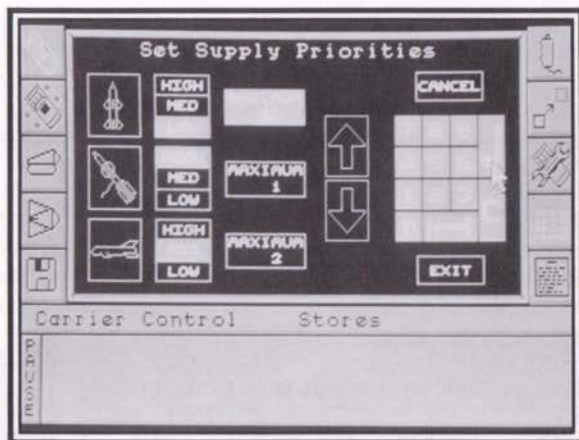 Set Supply Priorities
HIGH
MED
CANCEL
MED
LOW
MAXIMUM
1
HIGH
LOW
MAXIMUM
2
EXIT
Carrier Control Stores
PAUSE